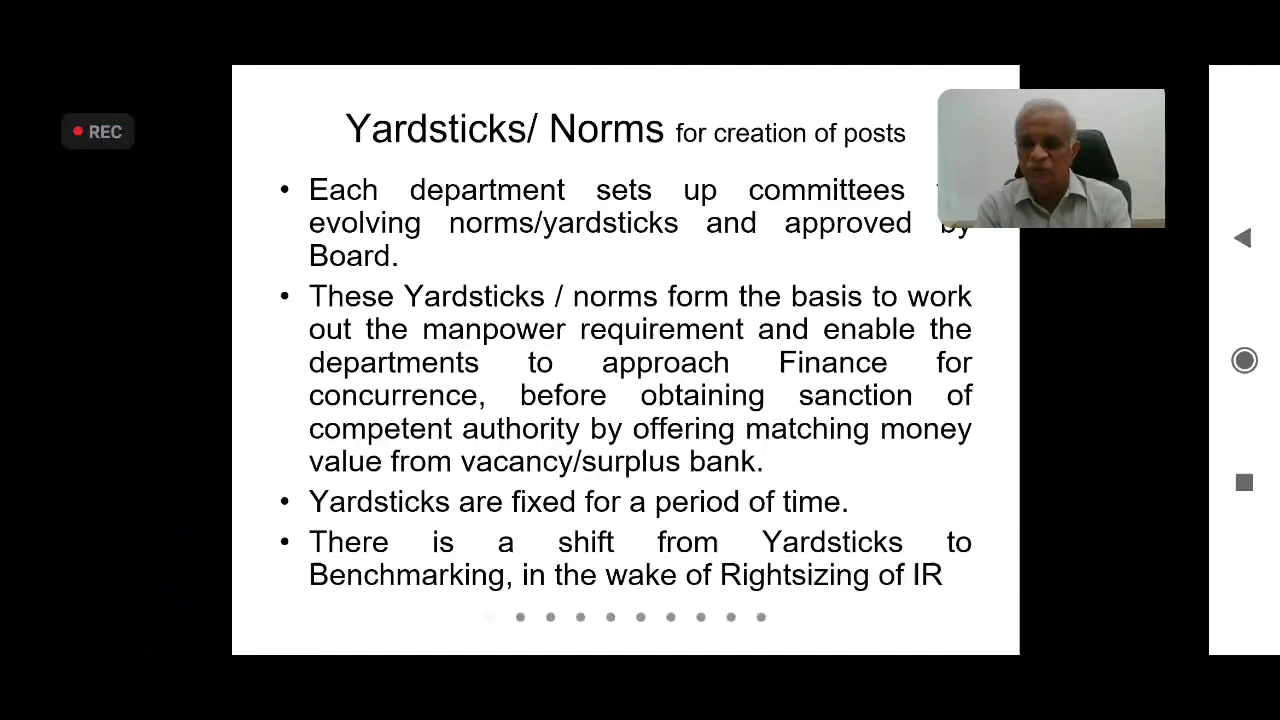 REC
Yardsticks/ Norms for creation of posts
• Each department sets up committees
evolving norms/yardsticks and approved by
Board.
• These Yardsticks / norms form the basis to work
out the manpower requirement and enable the
departments to approach Finance for
concurrence, before obtaining sanction of
competent authority by offering matching money
value from vacancy/surplus bank.
• Yardsticks are fixed for a period of time.
• There is a shift from Yardsticks to
Benchmarking, in the wake of Rightsizing of IR